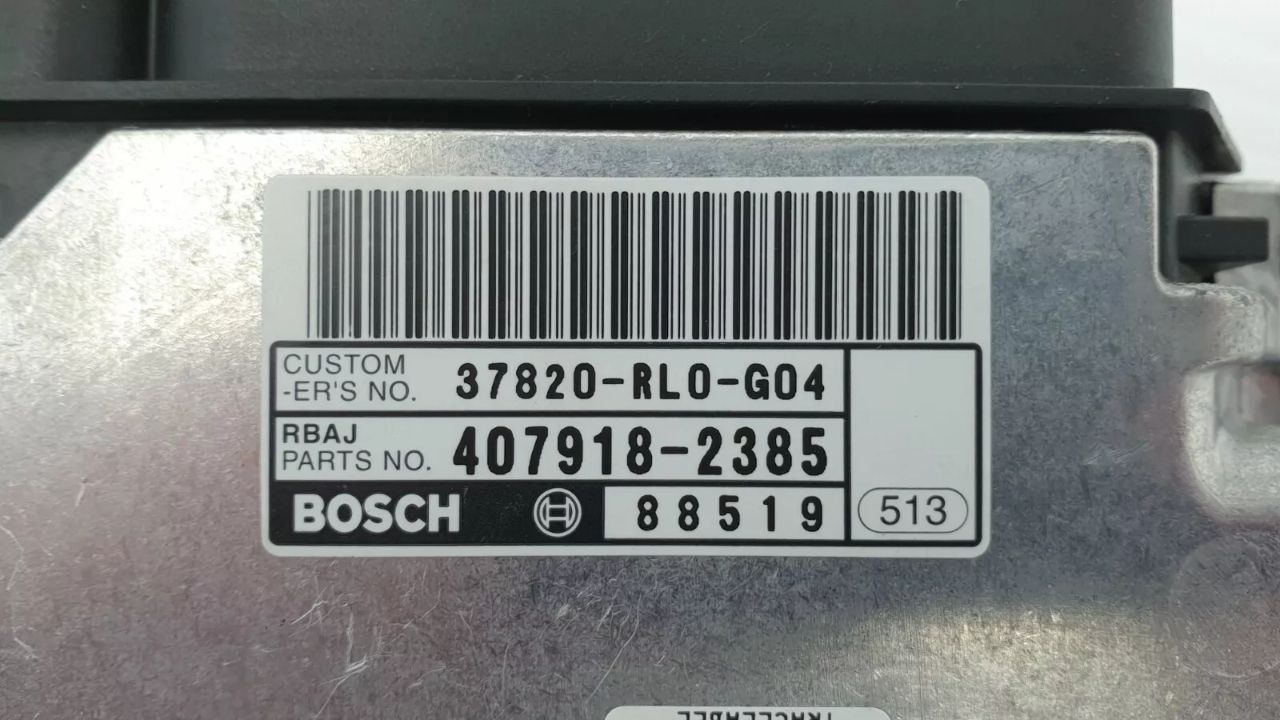 CUSTOM
-ER'S NO. 37820-RL0-G04
RBAJ
PARTS NO. 407918-2385
BOSCH 88519 513